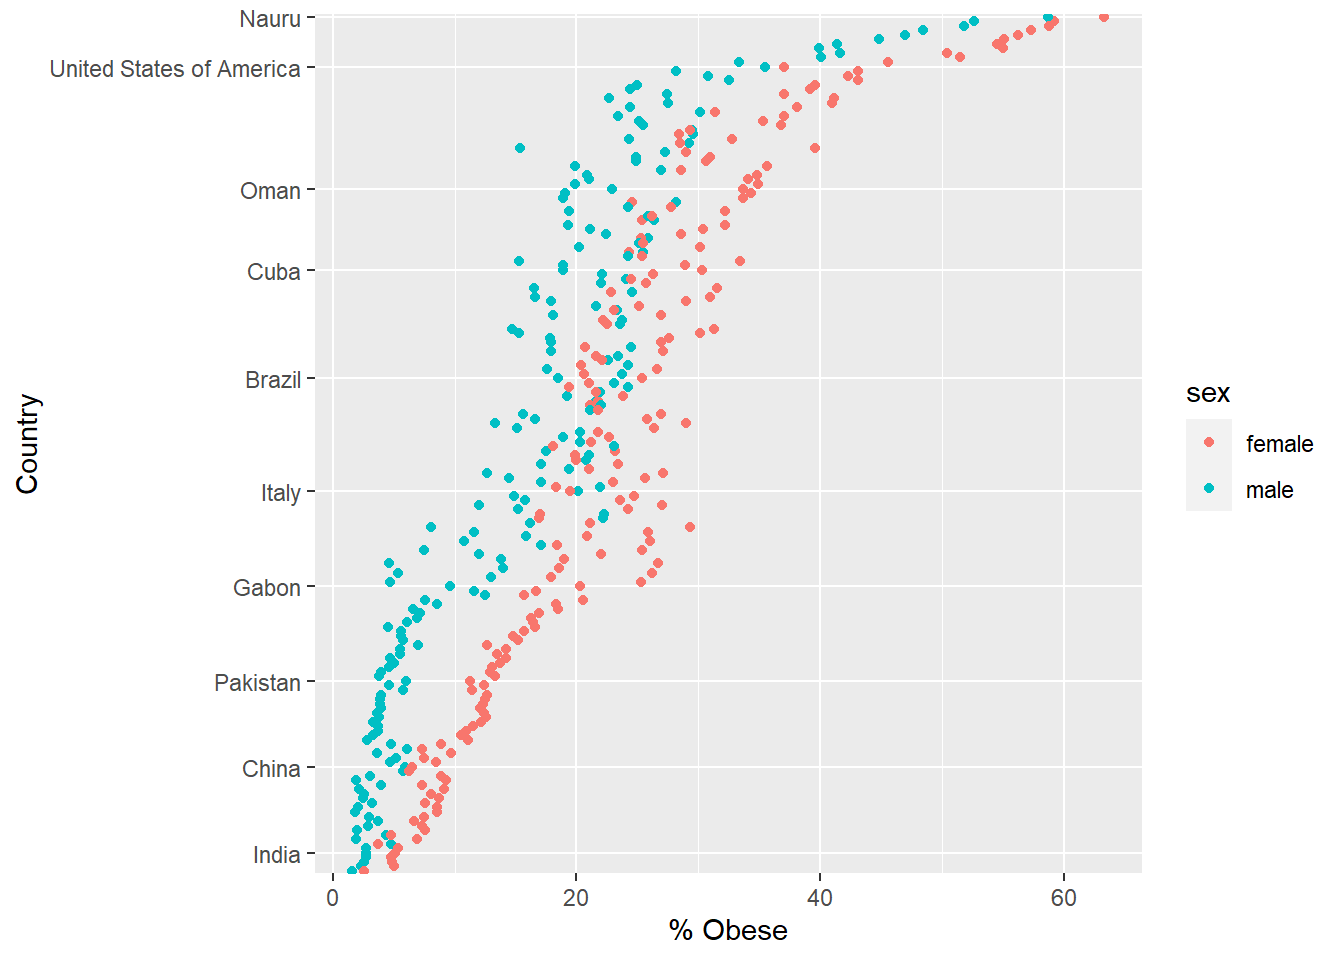 Nauru
United States of America
Oman
Cuba
Brazil
Italy
Gabon
Pakistan
China
India
Country
0
20
40
60
% Obese
sex
female
male